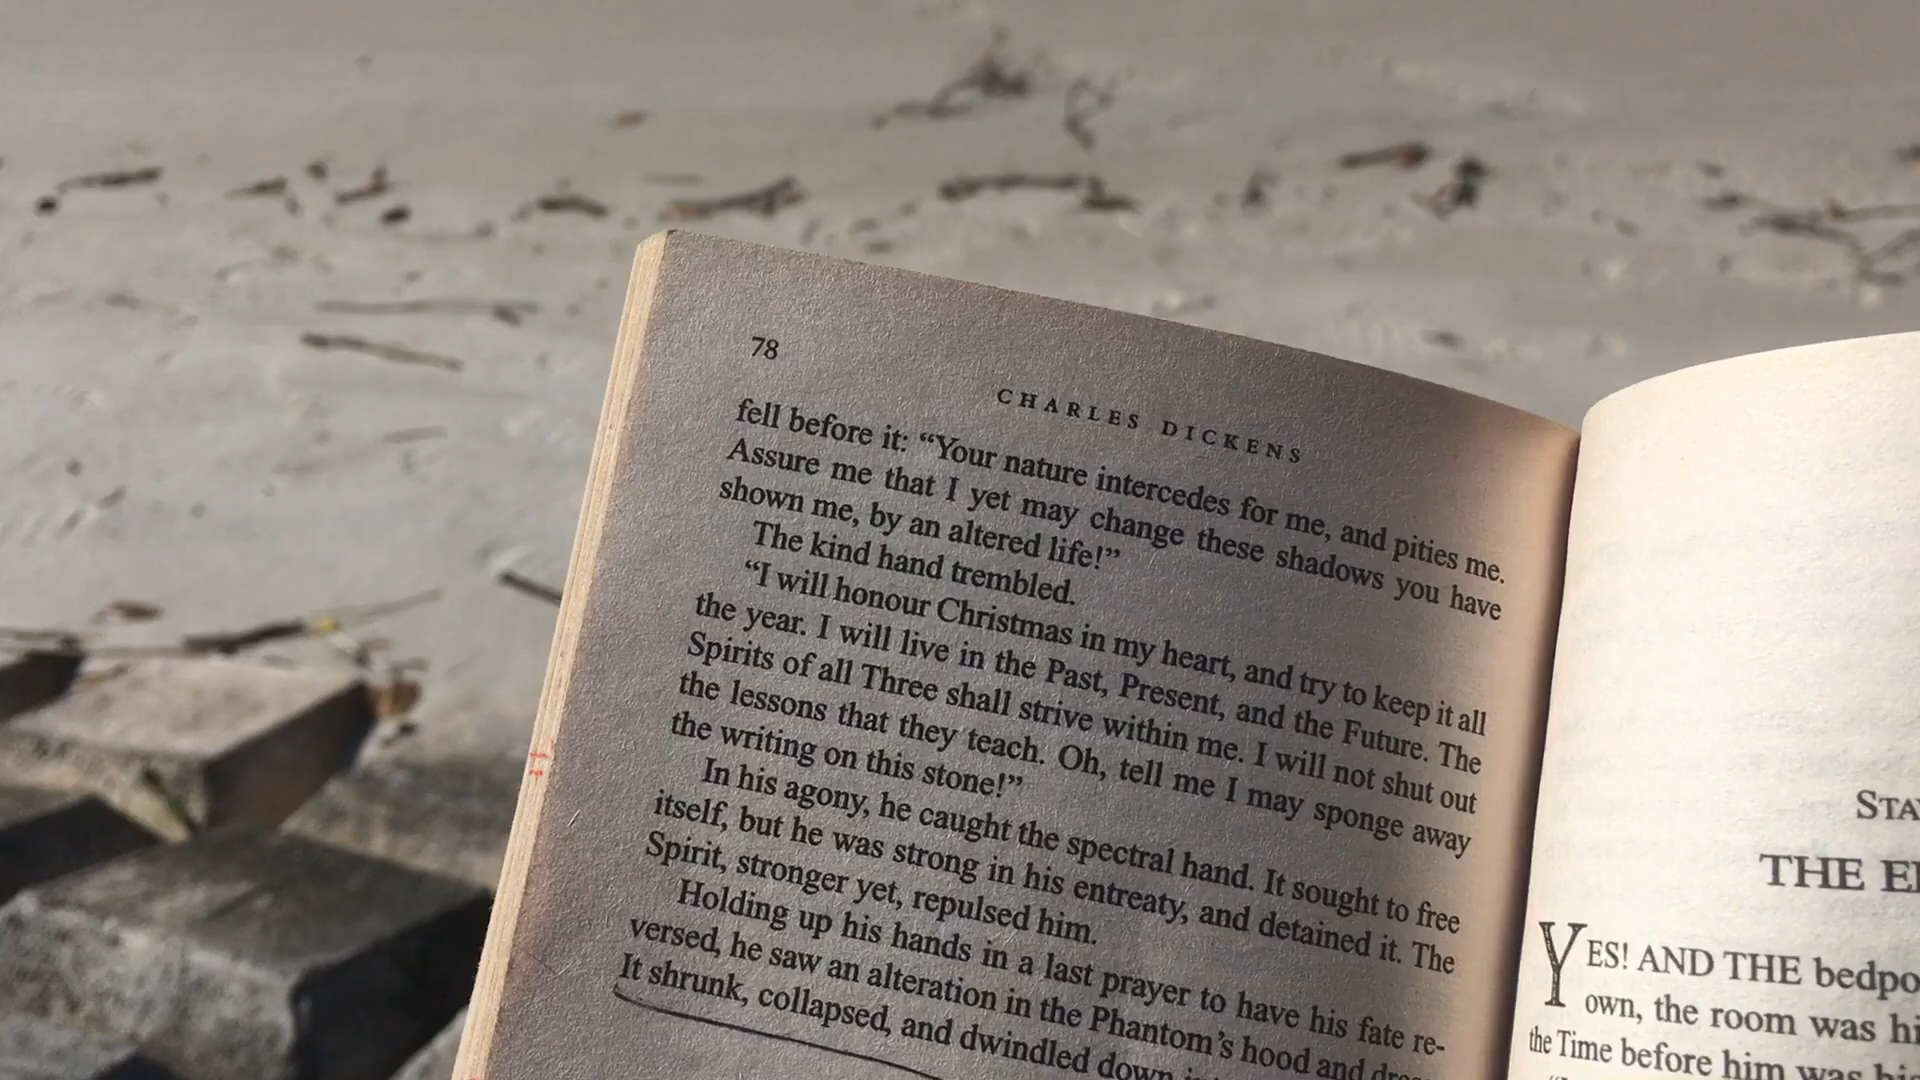 78
CHARLES DICKENS
fell before it: “Your nature intercedes for me, and pities me.
Assure me that I yet may change these shadows you have
shown me, by an altered life!”
The kind hand trembled.
“I will honour Christmas in my heart, and try to keep it all
the year. I will live in the Past, Present, and the Future. The
Spirits of all Three shall strive within me. I will not shut out
the lessons that they teach. Oh, tell me I may sponge away
the writing on this stone!”
In his agony, he caught the spectral hand. It sought to free
itself, but he was strong in his entreaty, and detained it. The
Spirit, stronger yet, repulsed him.
Holding up his hands in a last prayer to have his fate re-
versed, he saw an alteration in the Phantom’s hood and
It shrunk, collapsed, and dwindled down
THE
YES! AND THE
own, the room was
the Time before him was